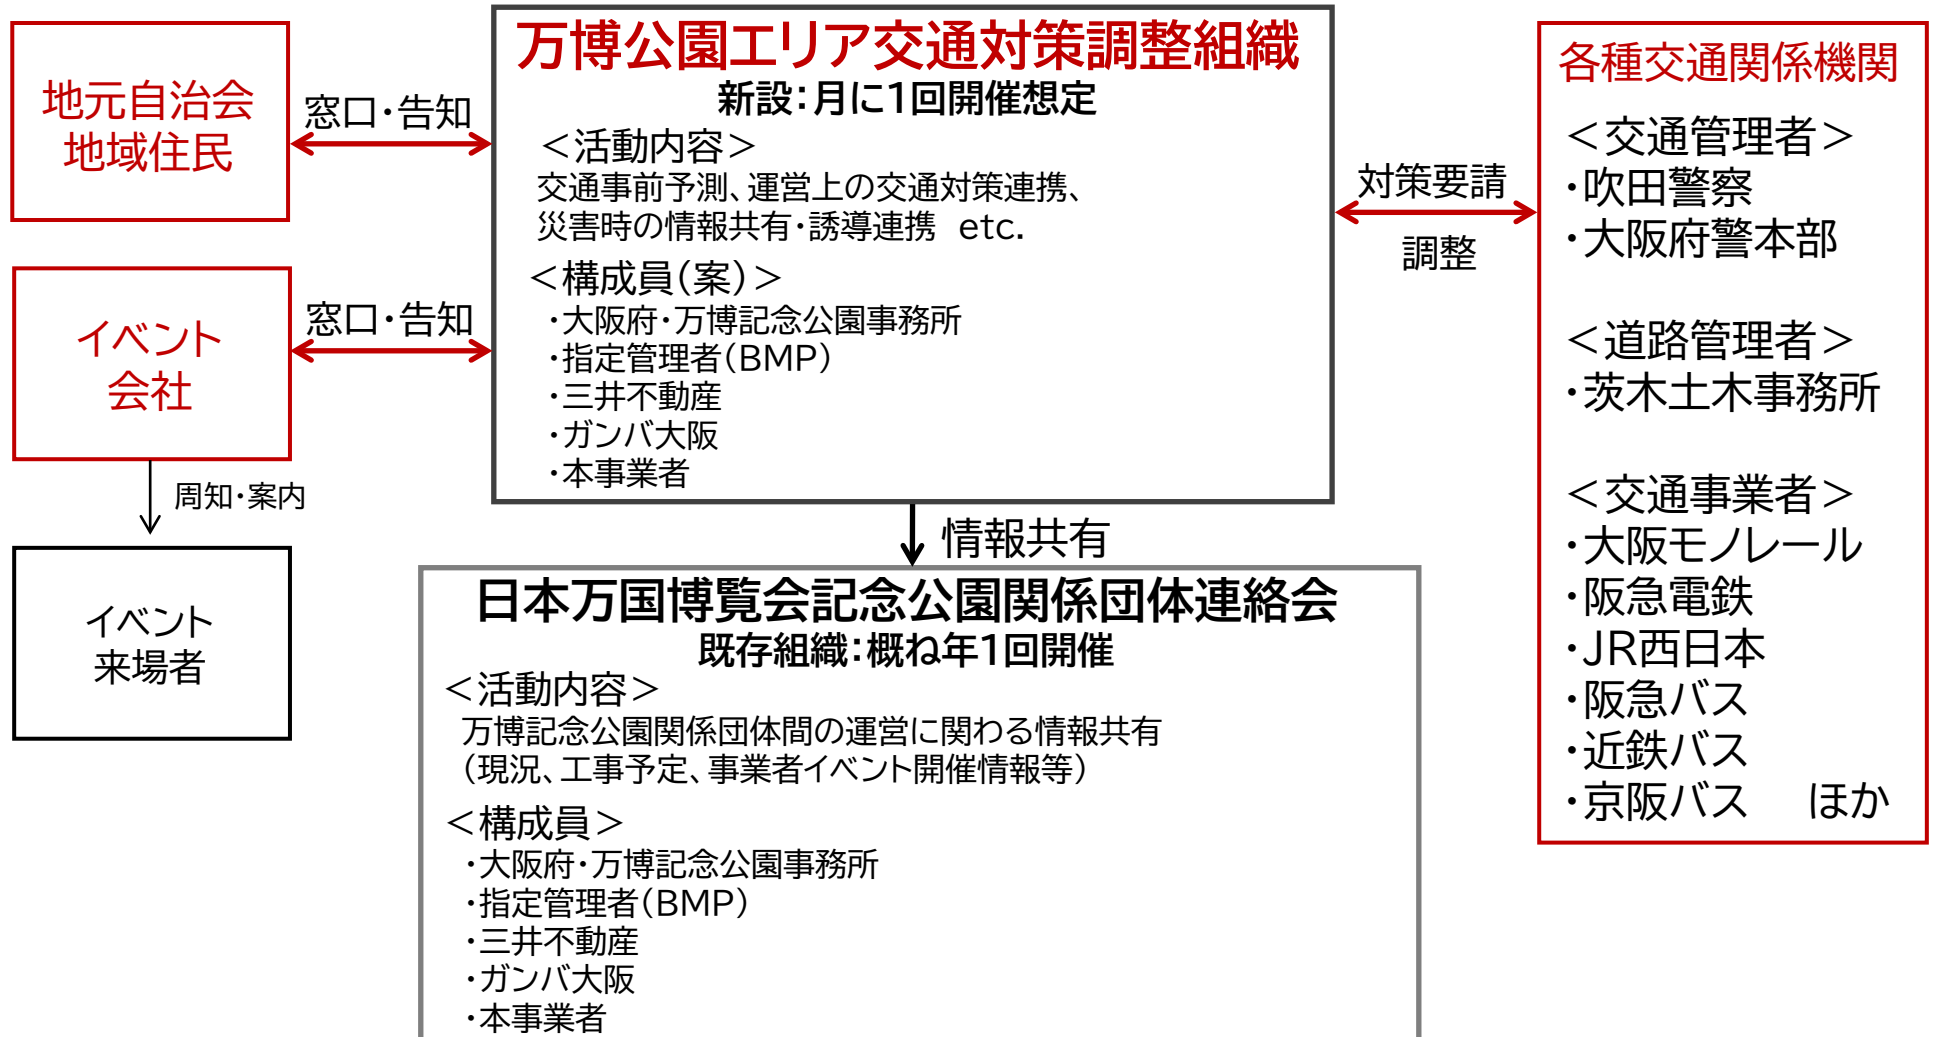 地元自治会
地域住民
窓口・告知
イベント
会社
窓口・告知
周知・案内
イベント
来場者
万博公園エリア交通対策調整組織
新設：月に1回開催想定
＜活動内容＞
交通事前予測、運営上の交通対策連携、
災害時の情報共有・誘導連携 etc.
＜構成員（案）＞
・大阪府・万博記念公園事務所
・指定管理者（BMP）
・三井不動産
・ガンバ大阪
・本事業者
情報共有
日本万国博覧会記念公園関係団体連絡会
既存組織：概ね年1回開催
＜活動内容＞
万博記念公園関係団体間の運営に関わる情報共有
（現況、工事予定、事業者イベント開催情報等）
＜構成員＞
・大阪府・万博記念公園事務所
・指定管理者（BMP）
・三井不動産
・ガンバ大阪
・本事業者
対策要請
調整
各種交通関係機関
＜交通管理者＞
・吹田警察
・大阪府警本部
＜道路管理者＞
・茨木土木事務所
＜交通事業者＞
・大阪モノレール
・阪急電鉄
・JR西日本
・阪急バス
・近鉄バス
・京阪バス　ほか